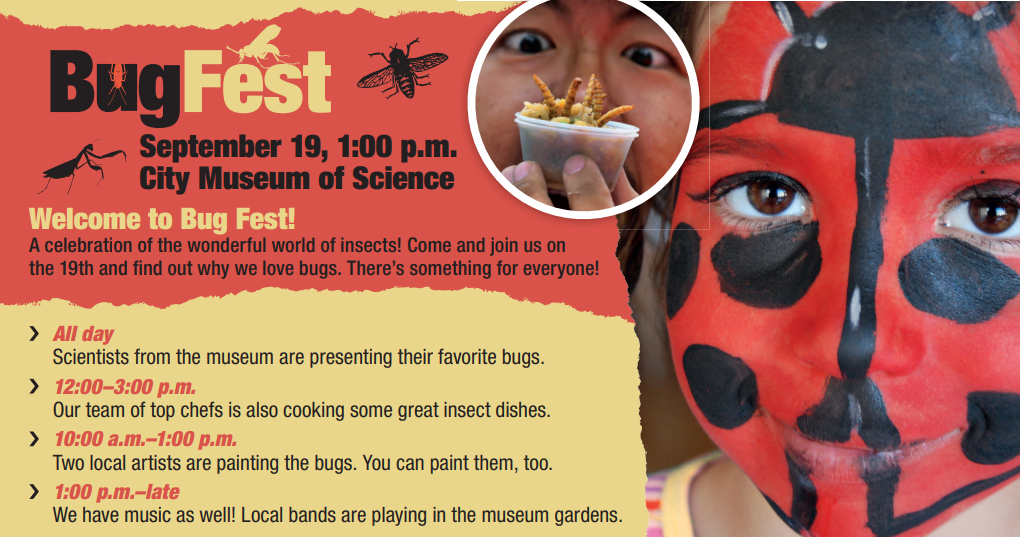 BugFest
September 19, 1:00 p.m.
City Museum of Science
Welcome to Bug Fest!
A celebration of the wonderful world of insects! Come and join us on
the 19th and find out why we love bugs. There's something for everyone!
› All day
Scientists from the museum are presenting their favorite bugs.
› 12:00–3:00 p.m.
Our team of top chefs is also cooking some great insect dishes.
› 10:00 a.m.–1:00 p.m.
Two local artists are painting the bugs. You can paint them, too.
› 1:00 p.m.–late
We have music as well! Local bands are playing in the museum gardens.